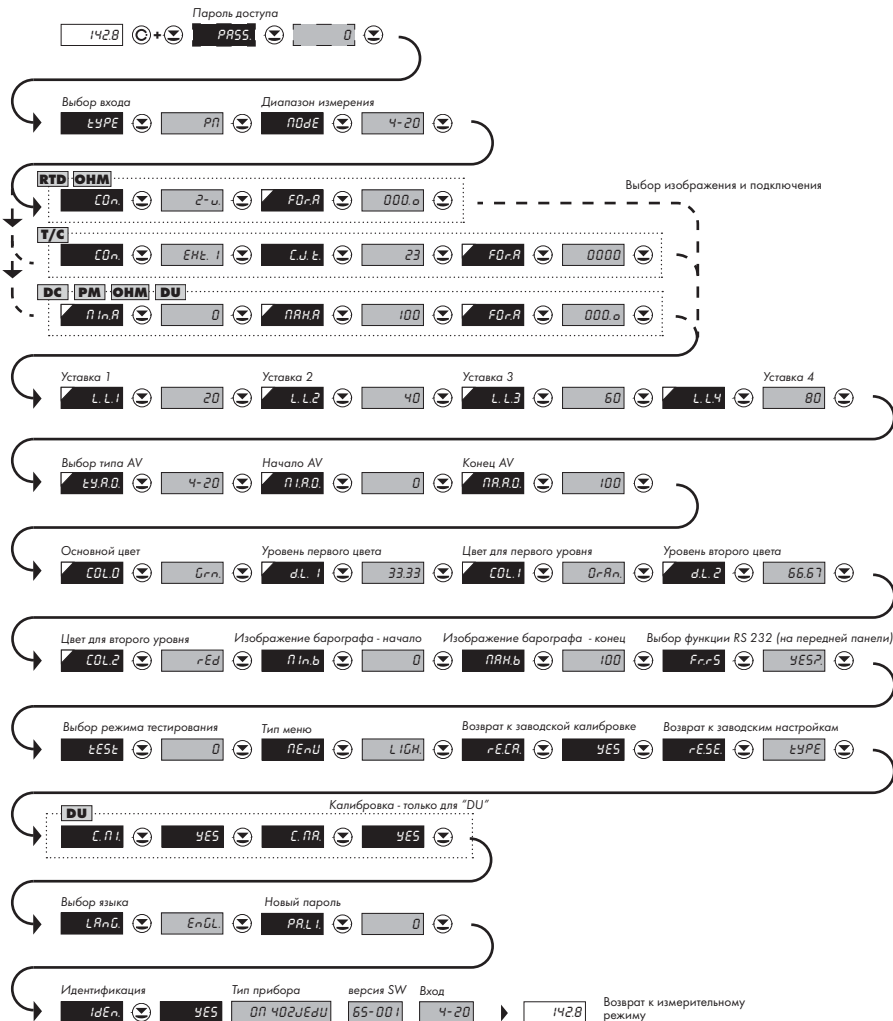 Пароль доступа
142.8 C + PASS. 0
Выбор входа Диапазон измерения
tYPE PM MOdE 4-20
RTD OHM
Выбор изображения и подключения
COn. 2-u. FOr.A 000.o
T/C
COn. EHt. 1 C.J. t. 23 FOr.A 0000
DC PM OHM DU
MIn.A 0 MAH.A 100 FOr.A 000.o
Уставка 1 Уставка 2 Уставка 3 Уставка 4
L. L.1 20 L. L.2 40 L. L.3 60 L. L.4 80
Выбор типа AV Начало AV Конец AV
tY.A.O. 4-20 MI.A.O. 0 MA.A.O. 100
Основной цвет Уровень первого цвета Цвет для первого уровня Уровень второго цвета
COL.0 Grn. d.L. 1 33.33 COL.1 OrAn. d.L. 2 66.67
Цвет для второго уровня Изображение барографа - начало Изображение барографа - конец Выбор функции RS 232 (на передней панели)
COL.2 rEd MIn.b 0 MAH.b 100 Fr.rS YES?.
Выбор режима тестирования Тип меню Возврат к заводской калибровке Возврат к заводским настройкам
tESt 0 MEnU LIGH. rE.CA. YES rE.SE. tYPE
DU
Калибровка - только для "DU"
C. MI. YES C. MA. YES
Выбор языка Новый пароль
LAnG. EnGL. PA.L1. 0
Идентификация Тип прибора версия SW Вход
IdEn. YES OM 402UEdU 65-001 4-20 142.8 Возврат к измерительному
режиму